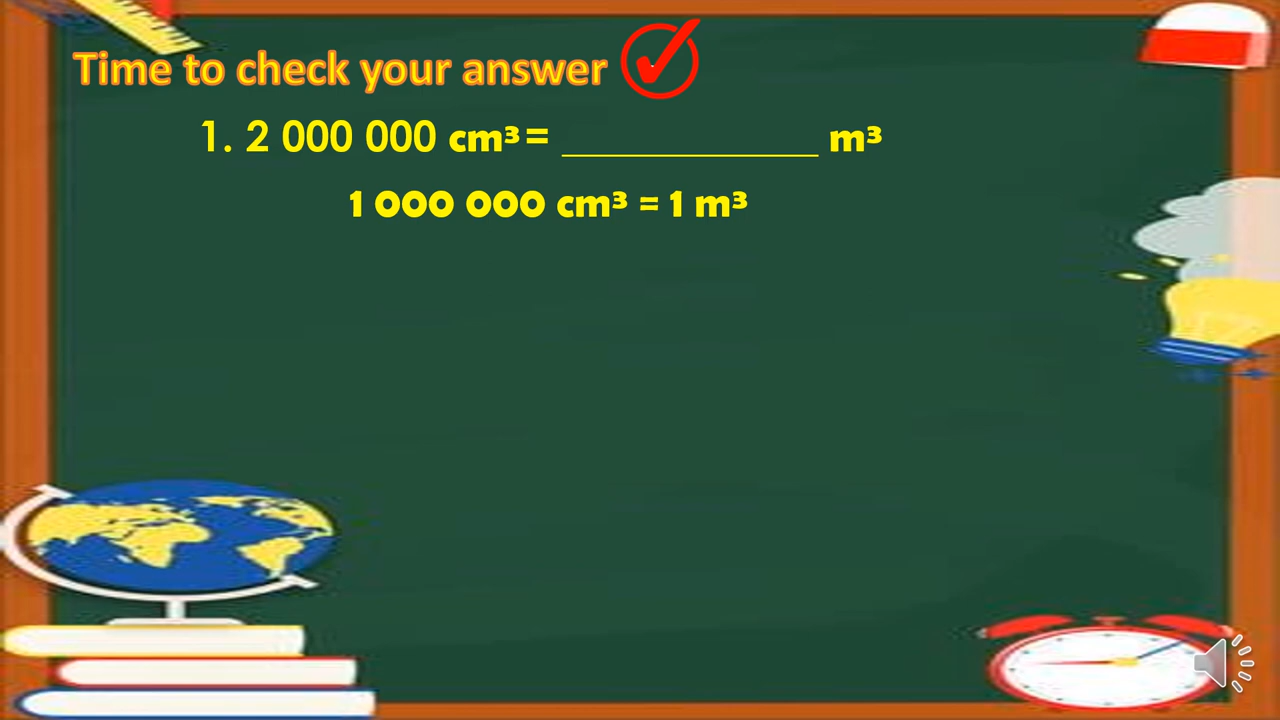 Time to check your answer
1. 2 000 000 cm³ = ____________ m³
1 000 000 cm³ = 1 m³